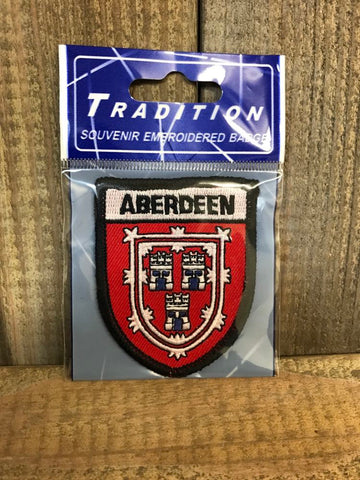 TRADITION
SOUVENIR EMBROIDERED BADGE
ABERDEEN